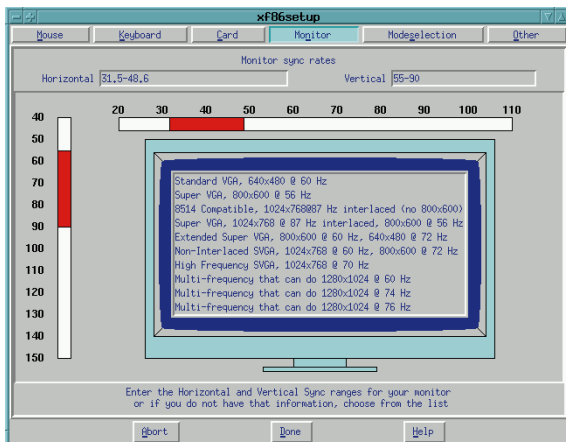 xf86setup
Mouse Keyboard Card Monitor Modeselection Other
Monitor sync rates
Horizontal 31.5-48.6 Vertical 55-90
20 30 40 50 60 70 80 90 100 110
40
50
60
70
80
90
100
110
120
130
140
150
Standard VGA, 640x480 @ 60 Hz
Super VGA, 800x600 @ 56 Hz
8514 Compatible, 1024x768@87 Hz interlaced (no 800x600)
Super VGA, 1024x768 @ 87 Hz interlaced, 800x600 @ 56 Hz
Extended Super VGA, 800x600 @ 60 Hz, 640x480 @ 72 Hz
Non-Interlaced SVGA, 1024x768 @ 60 Hz, 800x600 @ 72 Hz
High Frequency SVGA, 1024x768 @ 70 Hz
Multi-frequency that can do 1280x1024 @ 60 Hz
Multi-frequency that can do 1280x1024 @ 74 Hz
Multi-frequency that can do 1280x1024 @ 76 Hz
Enter the Horizontal and Vertical Sync ranges for your monitor
or if you do not have that information, choose from the list
Abort Done Help